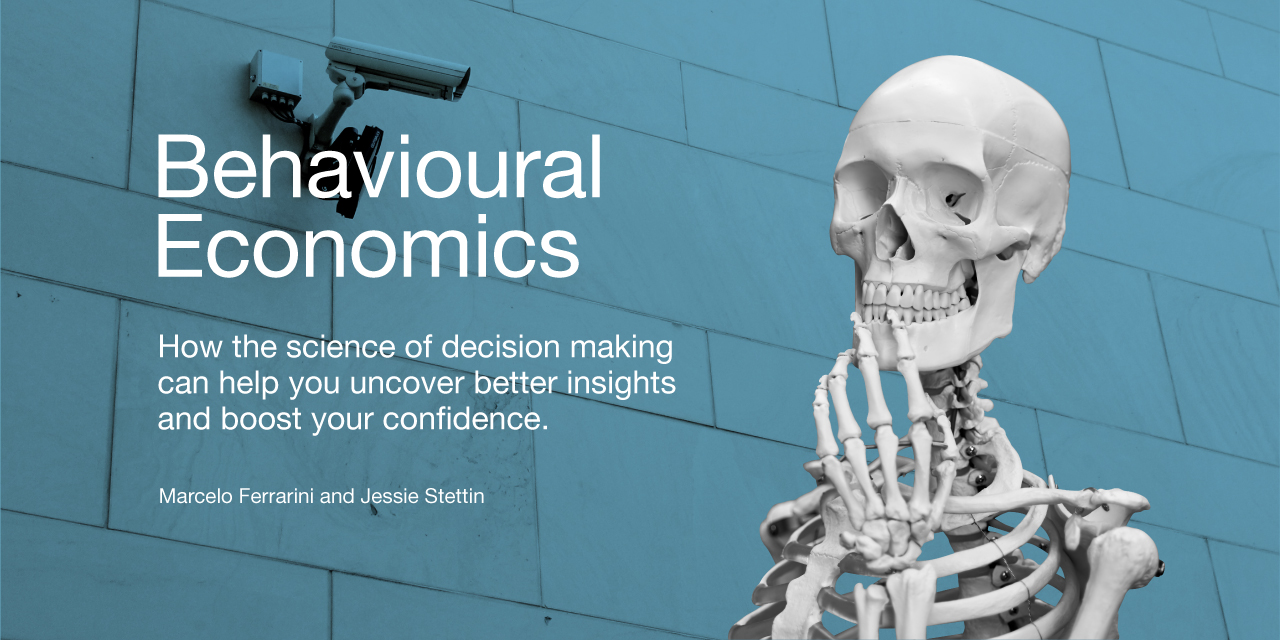 Behavioural
Economics
How the science of decision making
can help you uncover better insights
and boost your confidence.
Marcelo Ferrarini and Jessie Stettin